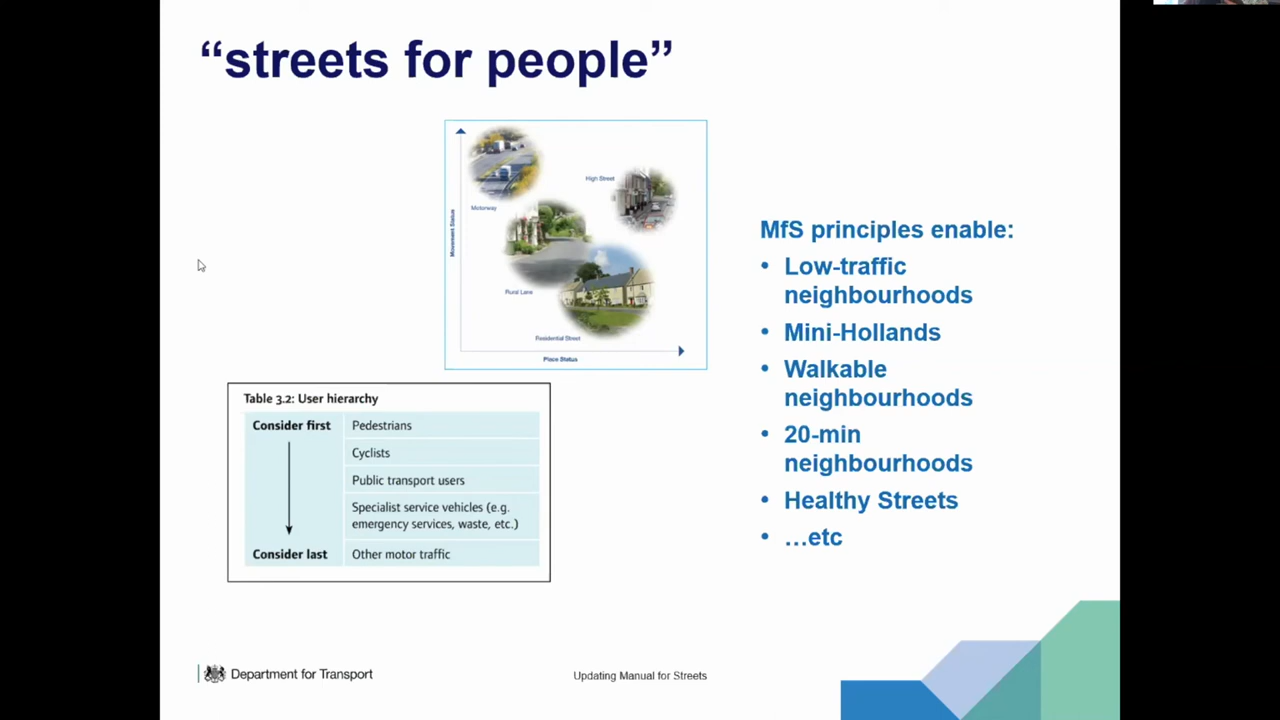 “streets for people”
Movement Status
Motorway
High Street
Rural Lane
Residential Street
Place Status
Table 3.2: User hierarchy
Consider first
Pedestrians
Cyclists
Public transport users
Specialist service vehicles (e.g.
emergency services, waste, etc.)
Consider last
Other motor traffic
MfS principles enable:
• Low-traffic
neighbourhoods
• Mini-Hollands
• Walkable
neighbourhoods
• 20-min
neighbourhoods
• Healthy Streets
• …etc
Department for Transport
Updating Manual for Streets